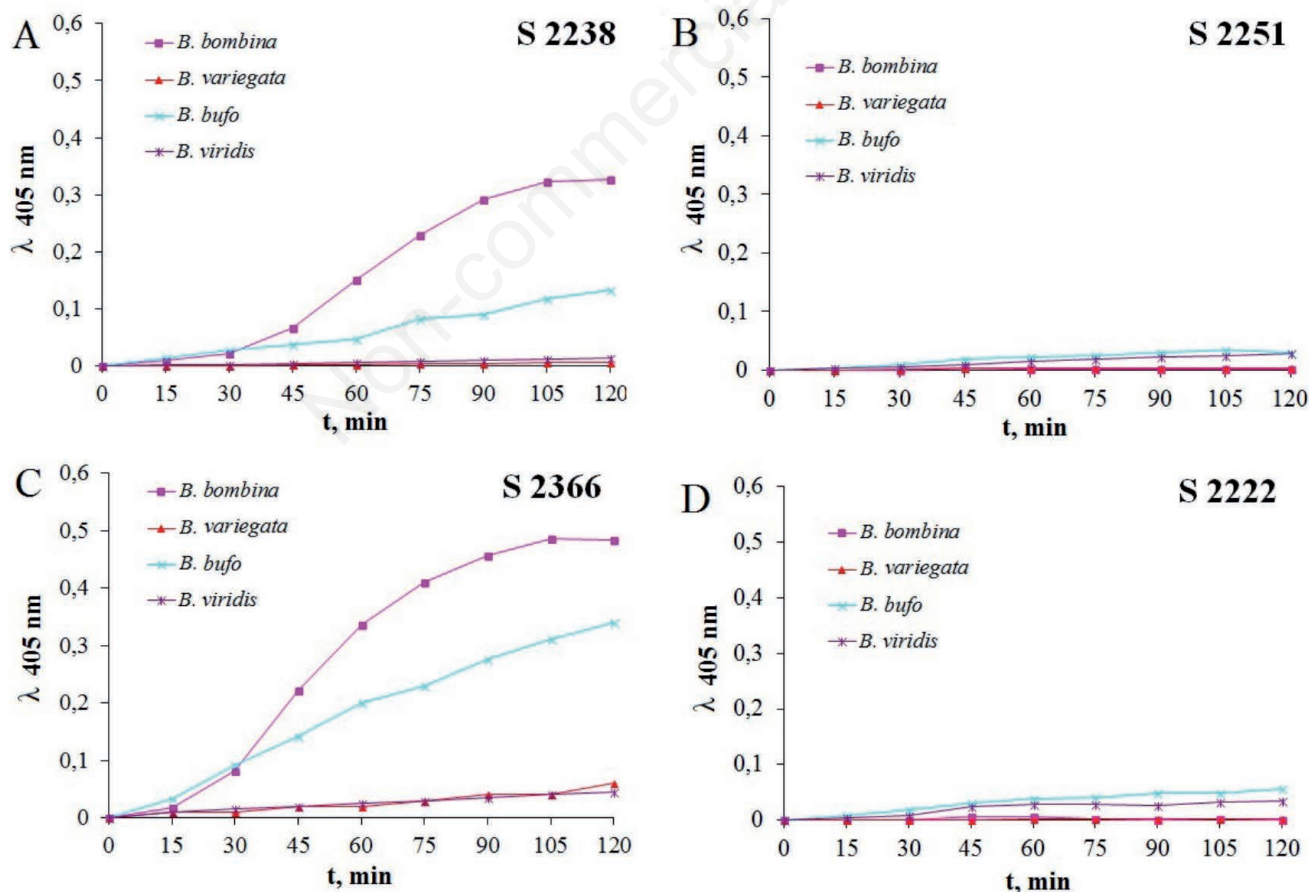 A
S 2238
B. bombina
B. variegata
B. bufo
B. viridis
λ 405 nm
0,6
0,5
0,4
0,3
0,2
0,1
0
0 15 30 45 60 75 90 105 120
t, min
B
S 2251
B. bombina
B. variegata
B. bufo
B. viridis
λ 405 nm
0,6
0,5
0,4
0,3
0,2
0,1
0
0 15 30 45 60 75 90 105 120
t, min
C
S 2366
B. bombina
B. variegata
B. bufo
B. viridis
λ 405 nm
0,6
0,5
0,4
0,3
0,2
0,1
0
0 15 30 45 60 75 90 105 120
t, min
D
S 2222
B. bombina
B. variegata
B. bufo
B. viridis
λ 405 nm
0,6
0,5
0,4
0,3
0,2
0,1
0
0 15 30 45 60 75 90 105 120
t, min
Non-commercial